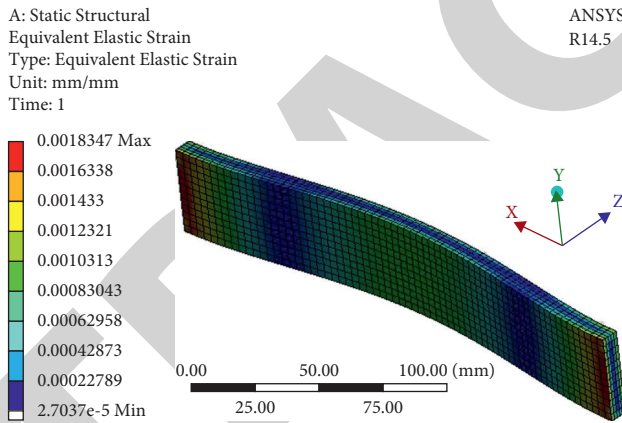 A: Static Structural
Equivalent Elastic Strain
Type: Equivalent Elastic Strain
Unit: mm/mm
Time: 1
ANSYS
R14.5
0.0018347 Max
0.0016338
0.001433
0.0012321
0.0010313
0.00083043
0.00062958
0.00042873
0.00022789
2.7037e-5 Min
Y
X
Z
0.00 50.00 100.00 (mm)
25.00 75.00